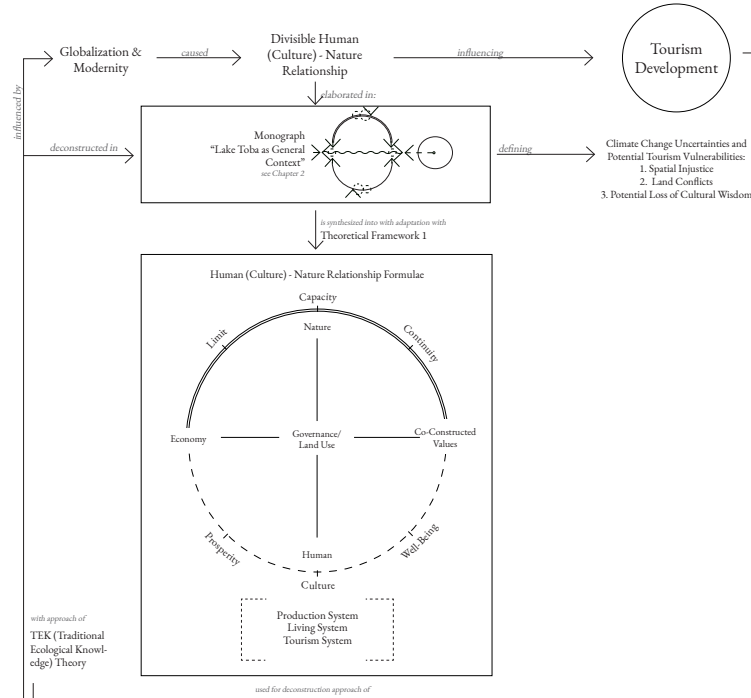 Globalization &
Modernity
caused
Divisible Human
(Culture) - Nature
Relationship
influencing
Tourism
Development
influenced by
elaborated in:
deconstructed in
Monograph
“Lake Toba as General
Context”
see Chapter 2
defining
Climate Change Uncertainties and
Potential Tourism Vulnerabilities:
1. Spatial Injustice
2. Land Conflicts
3. Potential Loss of Cultural Wisdom
is synthesized into with adaptation with
Theoretical Framework 1
Human (Culture) - Nature Relationship Formulae
Capacity
Nature
Limit
Continuity
Economy
Governance/
Land Use
Co-Constructed
Values
Prosperity
Well-Being
Human
Culture
Production System
Living System
Tourism System
with approach of
TEK (Traditional
Ecological Knowl-
edge) Theory
used for deconstruction approach of